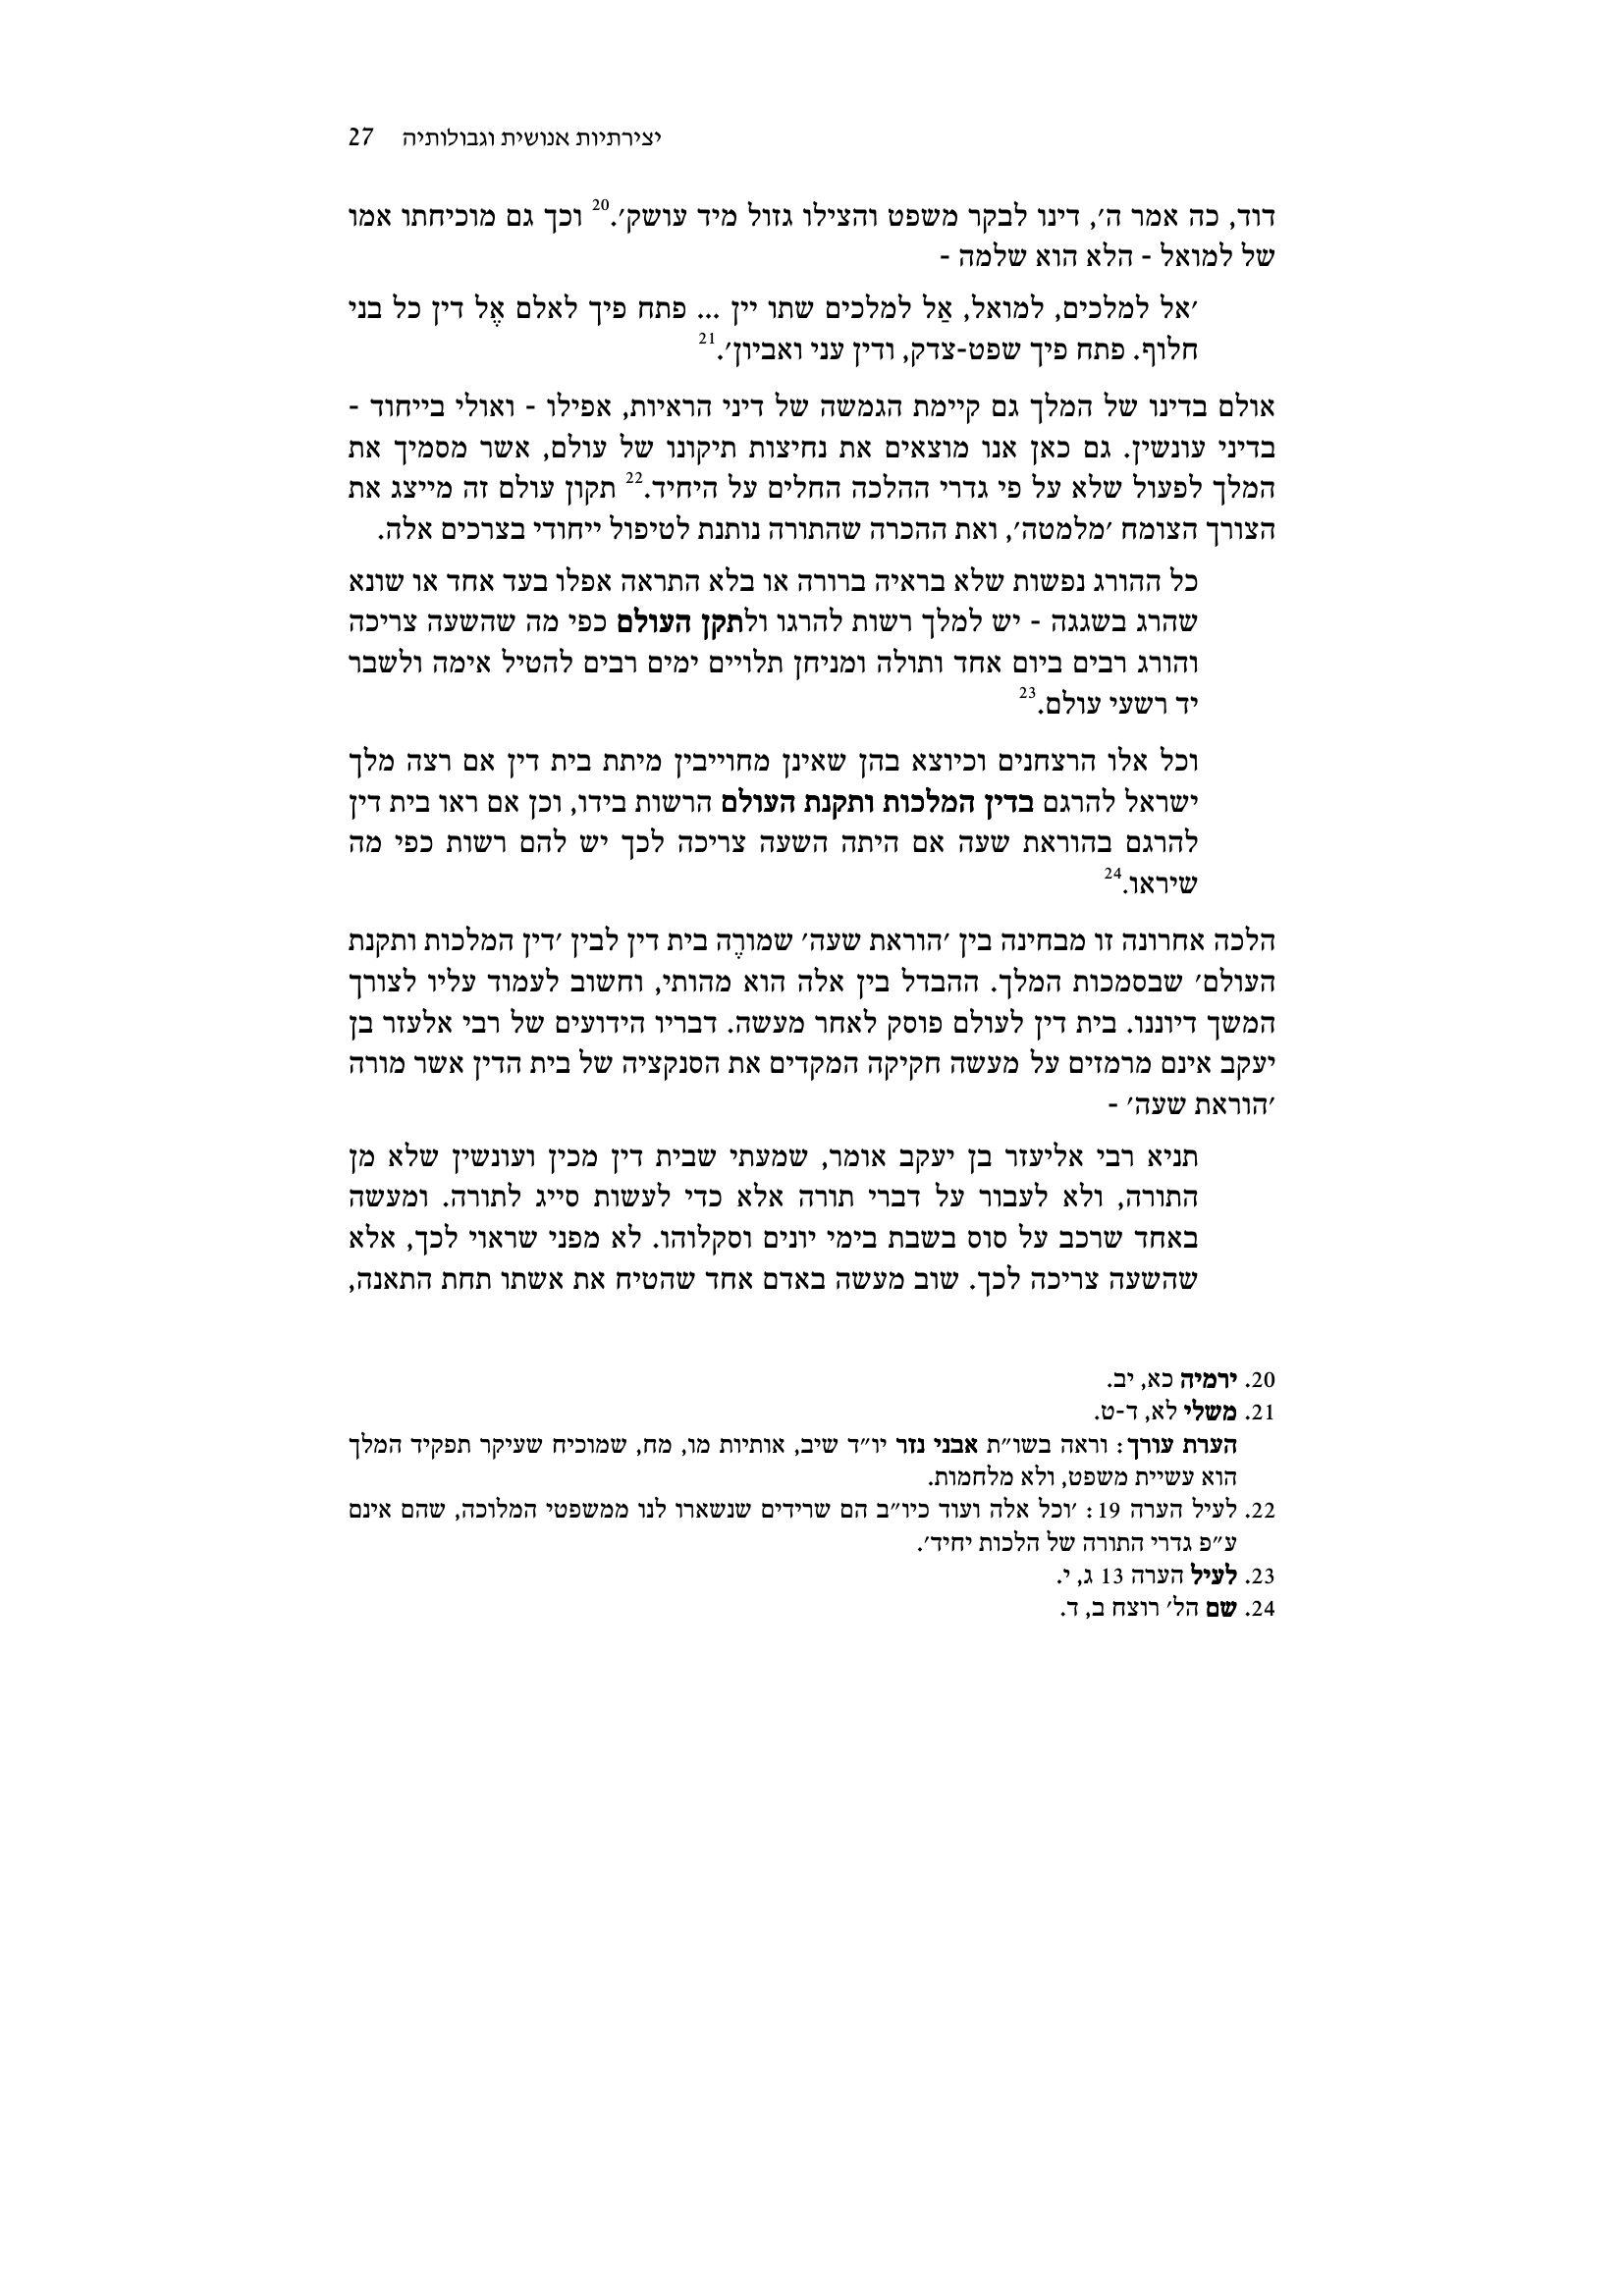 יצירתיות אנושית וגבולותיה 27
דוד, כה אמר ה׳, דינו לבקר משפט והצילו גזול מיד עושק׳.20 וכך גם מוכיחתו אמו
של למואל - הלא הוא שלמה -
׳אל למלכים, למואל, אַל למלכים שתו יין ... פתח פיך לאלם אֶל דין כל בני
חלוף. פתח פיך שפט-צדק, ודין עני ואביון׳.21
אולם בדינו של המלך גם קיימת הגמשה של דיני הראיות, אפילו - ואולי בייחוד -
בדיני עונשין. גם כאן אנו מוצאים את נחיצות תיקונו של עולם, אשר מסמיך את
המלך לפעול שלא על פי גדרי ההלכה החלים על היחיד.22 תקון עולם זה מייצג את
הצורך הצומח ׳מלמטה׳, ואת ההכרה שהתורה נותנת לטיפול ייחודי בצרכים אלה.
כל ההורג נפשות שלא בראיה ברורה או בלא התראה אפלו בעד אחד או שונא
שהרג בשגגה - יש למלך רשות להרגו ולתקן העולם כפי מה שהשעה צריכה
והורג רבים ביום אחד ותולה ומניחן תלויים ימים רבים להטיל אימה ולשבר
יד רשעי עולם.23
וכל אלו הרצחנים וכיוצא בהן שאינן מחוייבין מיתת בית דין אם רצה מלך
ישראל להרגם בדין המלכות ותקנת העולם הרשות בידו, וכן אם ראו בית דין
להרגם בהוראת שעה אם היתה השעה צריכה לכך יש להם רשות כפי מה
שיראו.24
הלכה אחרונה זו מבחינה בין ׳הוראת שעה׳ שמורֶה בית דין לבין ׳דין המלכות ותקנת
העולם׳ שבסמכות המלך. ההבדל בין אלה הוא מהותי, וחשוב לעמוד עליו לצורך
המשך דיוננו. בית דין לעולם פוסק לאחר מעשה. דבריו הידועים של רבי אלעזר בן
יעקב אינם מרמזים על מעשה חקיקה המקדים את הסנקציה של בית הדין אשר מורה
׳הוראת שעה׳ -
תניא רבי אליעזר בן יעקב אומר, שמעתי שבית דין מכין ועונשין שלא מן
התורה, ולא לעבור על דברי תורה אלא כדי לעשות סייג לתורה. ומעשה
באחד שרכב על סוס בשבת בימי יונים וסקלוהו. לא מפני שראוי לכך, אלא
שהשעה צריכה לכך. שוב מעשה באדם אחד שהטיח את אשתו תחת התאנה,
20. ירמיה כא, יב.
21. משלי לא, ד-ט.
הערת עורך: וראה בשו״ת אבני נזר יו״ד שיב, אותיות מו, מח, שמוכיח שעיקר תפקיד המלך
הוא עשיית משפט, ולא מלחמות.
22. לעיל הערה 19: ׳וכל אלה ועוד כיו״ב הם שרידים שנשארו לנו ממשפטי המלוכה, שהם אינם
ע״פ גדרי התורה של הלכות יחיד׳.
23. לעיל הערה 13 ג, י.
24. שם הל׳ רוצח ב, ד.